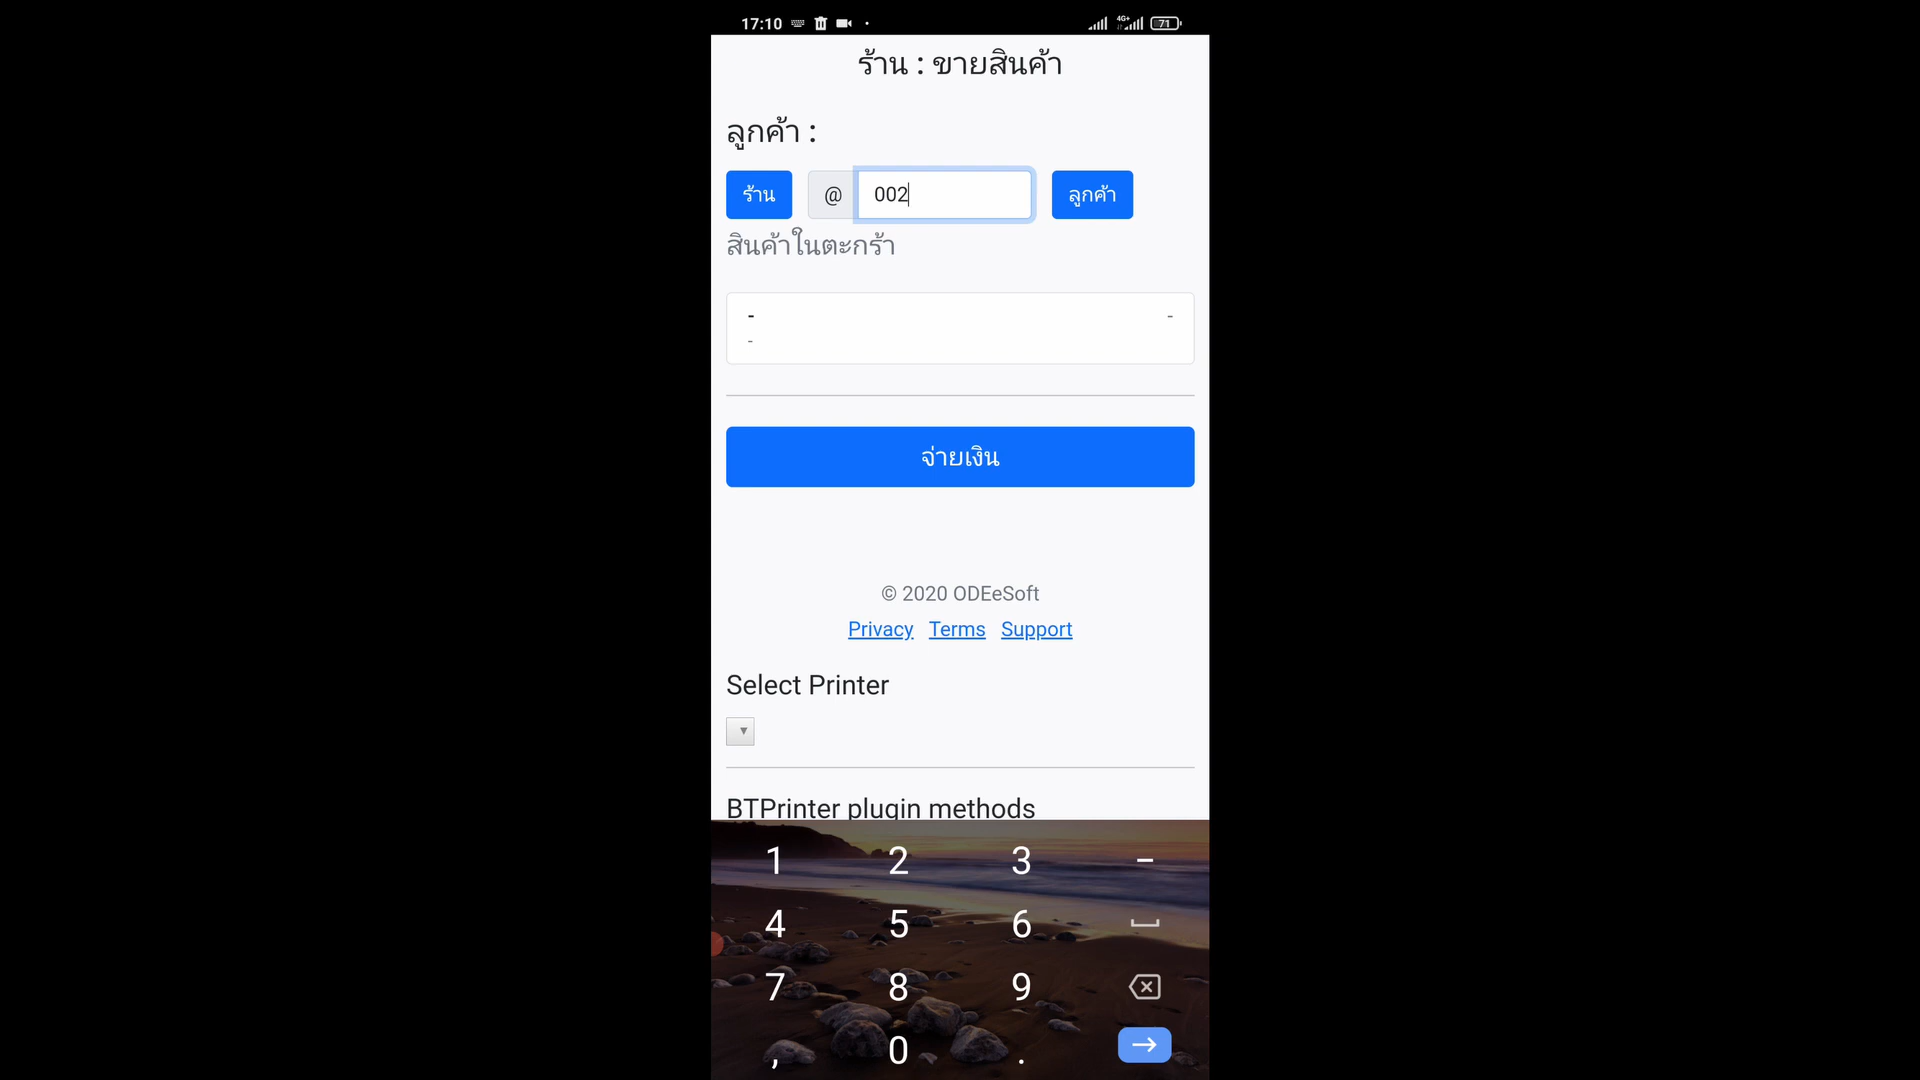 17:10 4G+ 71
ร้าน : ขายสินค้า
ลูกค้า :
ร้าน @ 002 ลูกค้า
สินค้าในตะกร้า
- -
-
จ่ายเงิน
© 2020 ODEeSoft
Privacy Terms Support
Select Printer
BTPrinter plugin methods
1 2 3 -
4 5 6
7 8 9
, 0 .